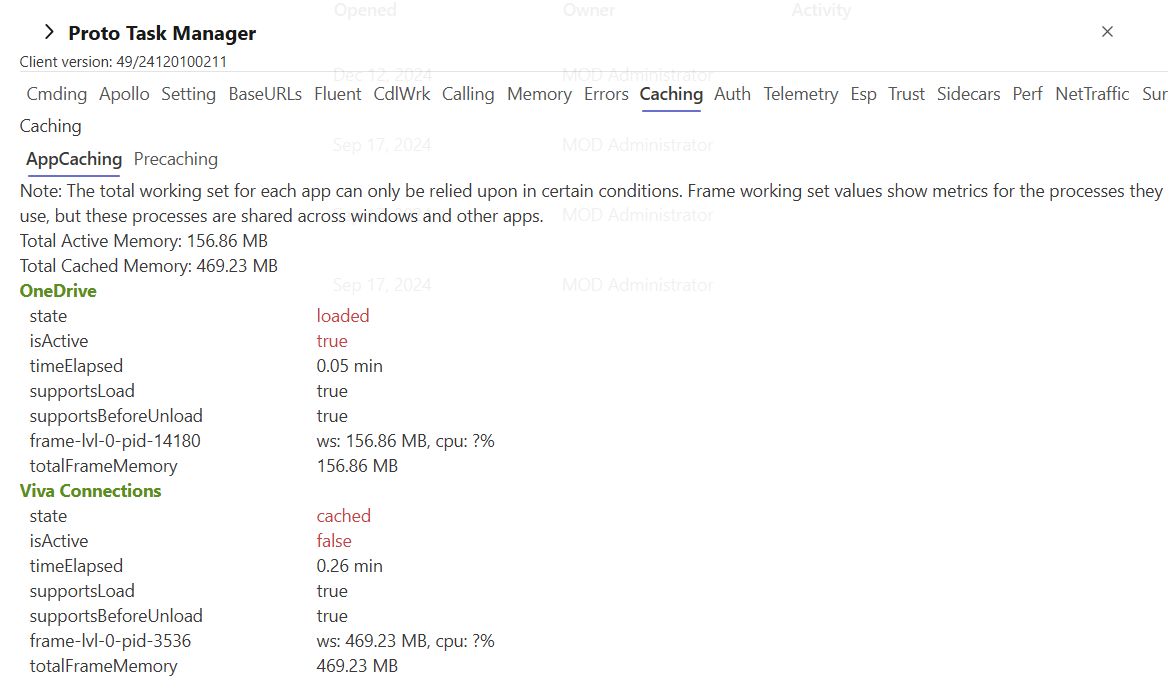 Opened Owner Activity
Proto Task Manager
Client version: 49/24120100211
Dec 12, 2024 MOD Administrator
Cmding Apollo Setting BaseURLs Fluent CdlWrk Calling Memory Errors Caching Auth Telemetry Esp Trust Sidecars Perf NetTraffic Sur
Caching
Sep 17, 2024 MOD Administrator
AppCaching Precaching
Note: The total working set for each app can only be relied upon in certain conditions. Frame working set values show metrics for the processes they
use, but these processes are shared across windows and other apps.
MOD Administrator
Total Active Memory: 156.86 MB
Total Cached Memory: 469.23 MB
Sep 17, 2024 MOD Administrator
OneDrive
state loaded
isActive true
timeElapsed 0.05 min
supportsLoad true
supportsBeforeUnload true
frame-lvl-0-pid-14180 ws: 156.86 MB, cpu: ?%
totalFrameMemory 156.86 MB
Viva Connections
state cached
isActive false
timeElapsed 0.26 min
supportsLoad true
supportsBeforeUnload true
frame-lvl-0-pid-3536 ws: 469.23 MB, cpu: ?%
totalFrameMemory 469.23 MB